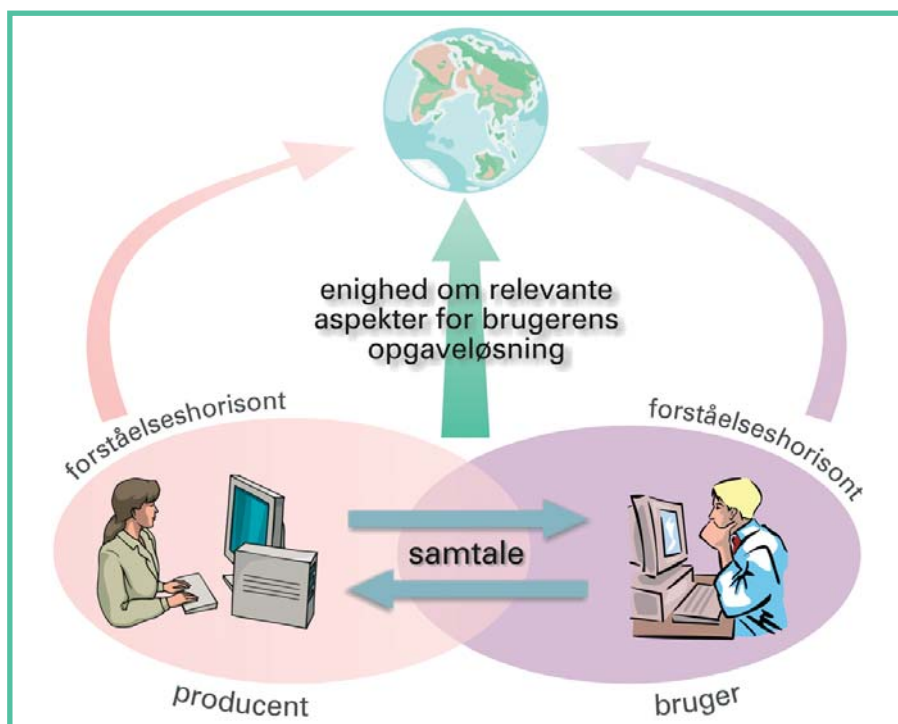 enighed om relevante
aspekter for brugerens
opgaveløsning
forståelseshorisont
forståelseshorisont
samtale
producent
bruger